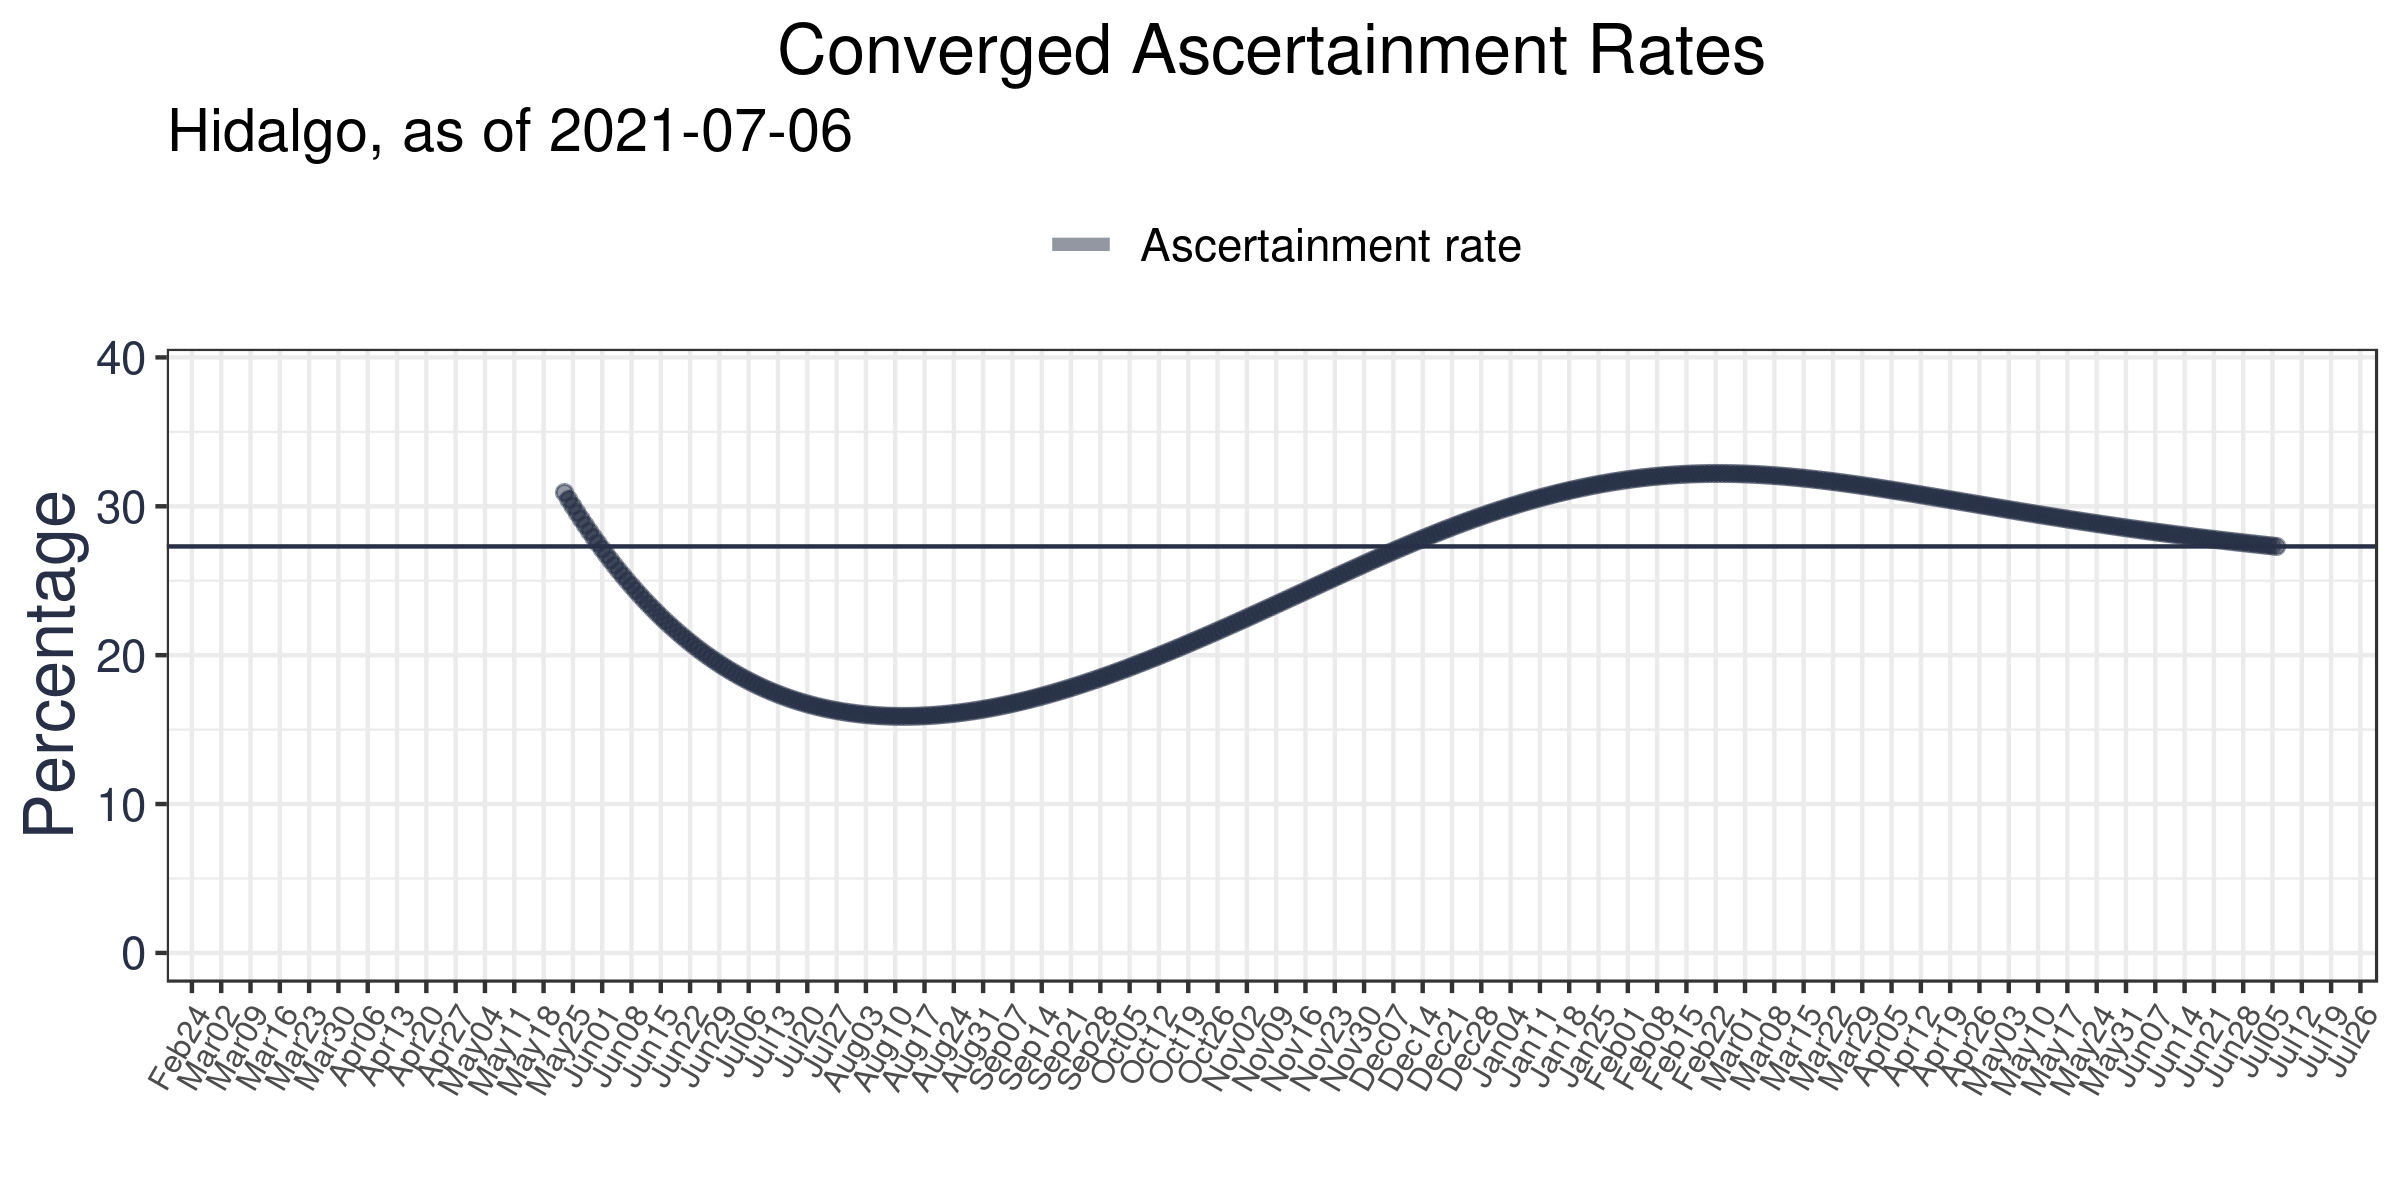 Converged Ascertainment Rates
Hidalgo, as of 2021-07-06
Ascertainment rate
Percentage
40
30
20
10
0
Feb24 Mar02 Mar09 Mar16 Mar23 Mar30 Apr06 Apr13 Apr20 Apr27 May04 May11 May18 May25 Jun01 Jun08 Jun15 Jun22 Jun29 Jul06 Jul13 Jul20 Jul27 Aug03 Aug10 Aug17 Aug24 Aug31 Sep07 Sep14 Sep21 Sep28 Oct05 Oct12 Oct19 Oct26 Nov02 Nov09 Nov16 Nov23 Nov30 Dec07 Dec14 Dec21 Dec28 Jan04 Jan11 Jan18 Jan25 Feb01 Feb08 Feb15 Feb22 Mar01 Mar08 Mar15 Mar22 Mar29 Apr05 Apr12 Apr19 Apr26 May03 May10 May17 May24 May31 Jun07 Jun14 Jun21 Jun28 Jul05 Jul12 Jul19 Jul26